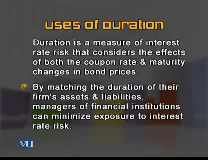 uses of Duration
Duration is a measure of interest
rate risk that considers the effects
of both the coupon rate & maturity
changes in bond prices.
By matching the duration of their
firm's assets & liabilities,
managers of financial institutions
can minimize exposure to interest
rate risk.
VU